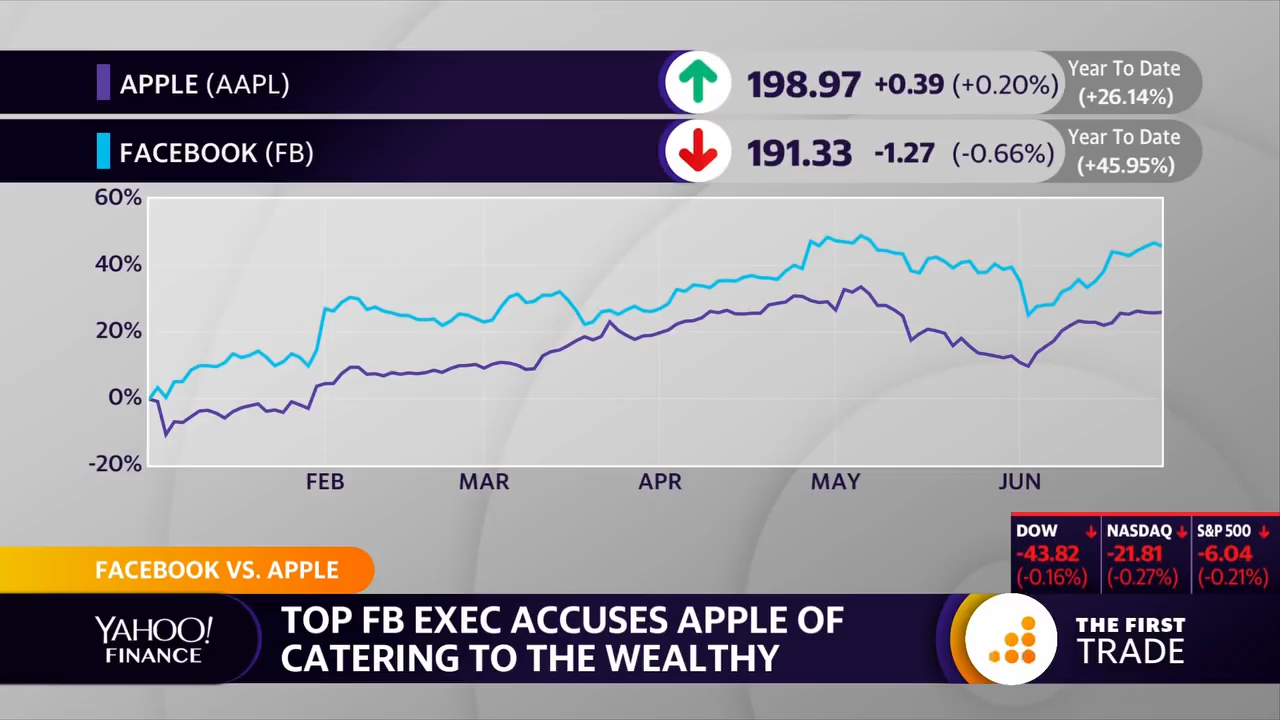 APPLE (AAPL) 198.97 +0.39 (+0.20%) Year To Date (+26.14%)
FACEBOOK (FB) 191.33 -1.27 (-0.66%) Year To Date (+45.95%)
60%
40%
20%
0%
-20%
FEB MAR APR MAY JUN
DOW NASDAQ S&P 500
-43.82 -21.81 -6.04
(-0.16%) (-0.27%) (-0.21%)
FACEBOOK VS. APPLE
YAHOO!
FINANCE
TOP FB EXEC ACCUSES APPLE OF
CATERING TO THE WEALTHY
THE FIRST
TRADE